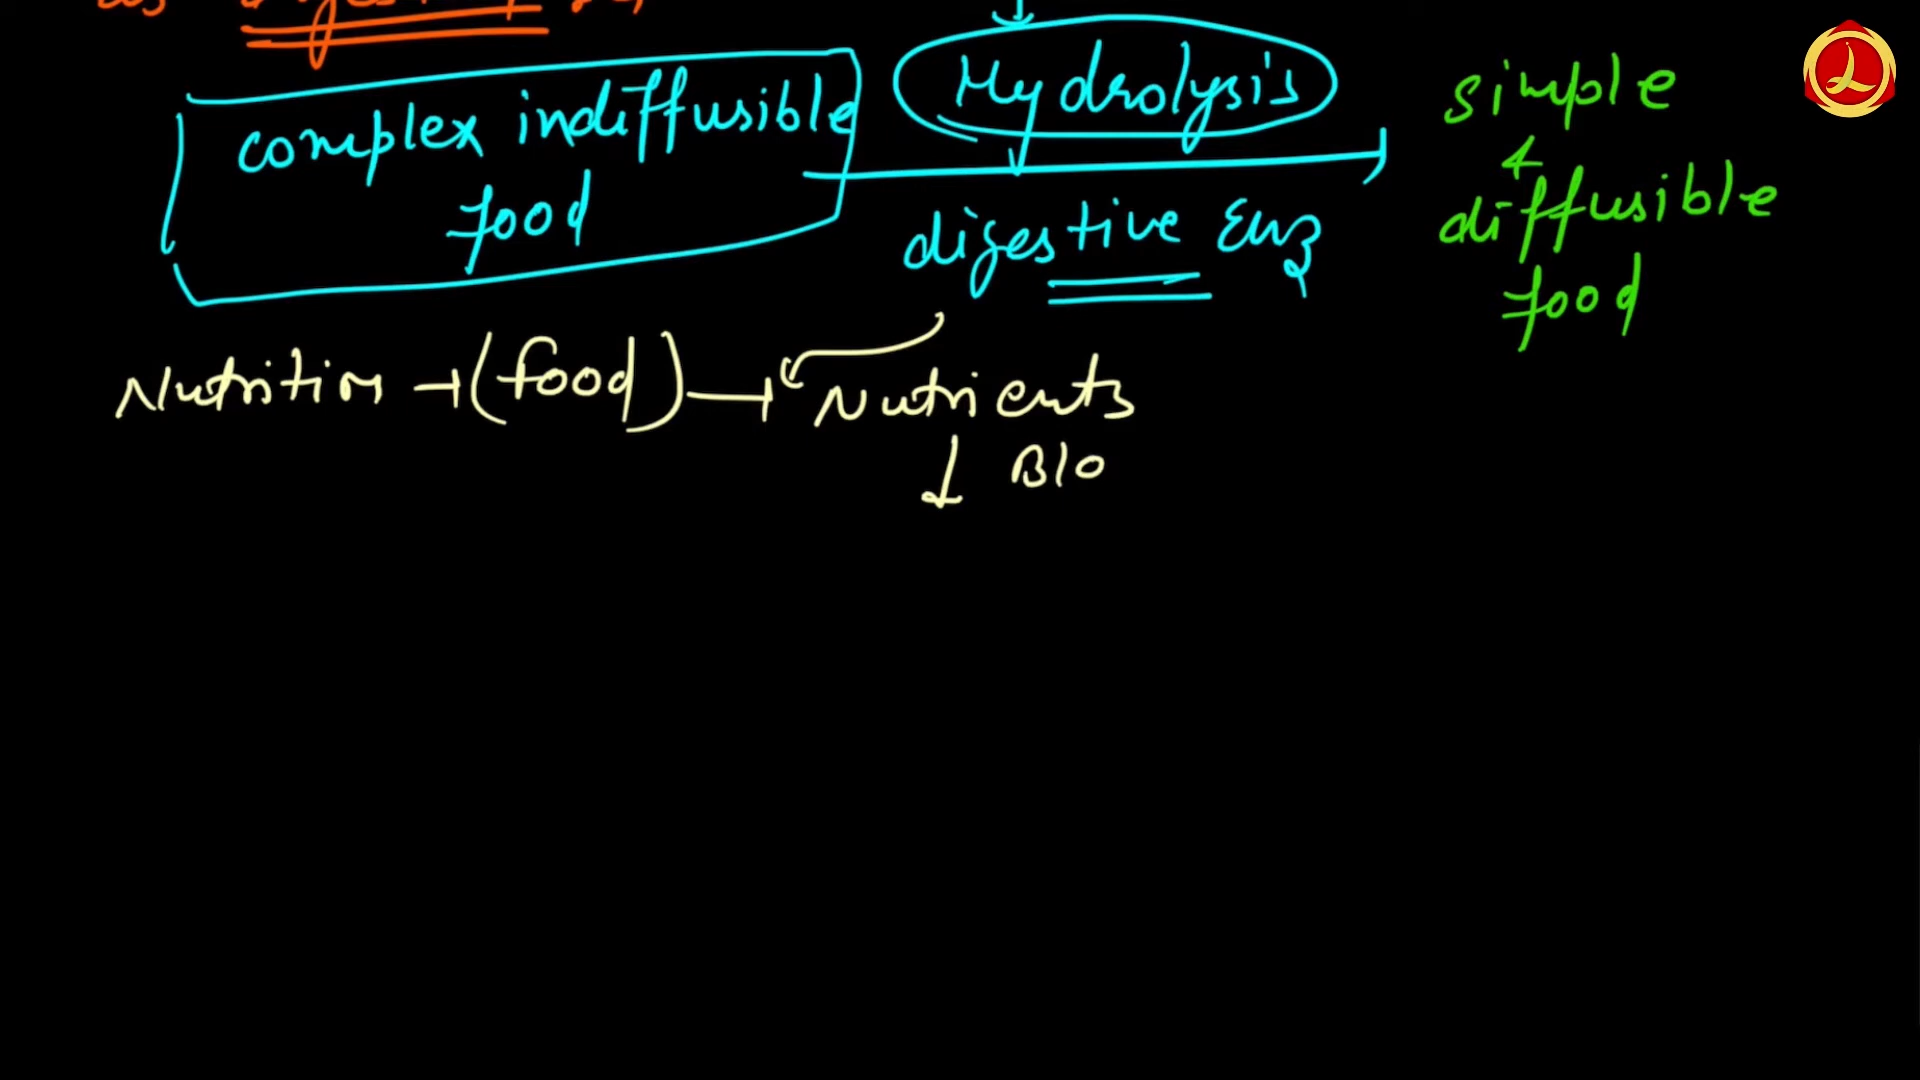 complex indiffusible
food
Hydrolysis
digestive Enz
simple
&
diffusible
food
Nutrition → (food) → Nutrients
↓ Bio